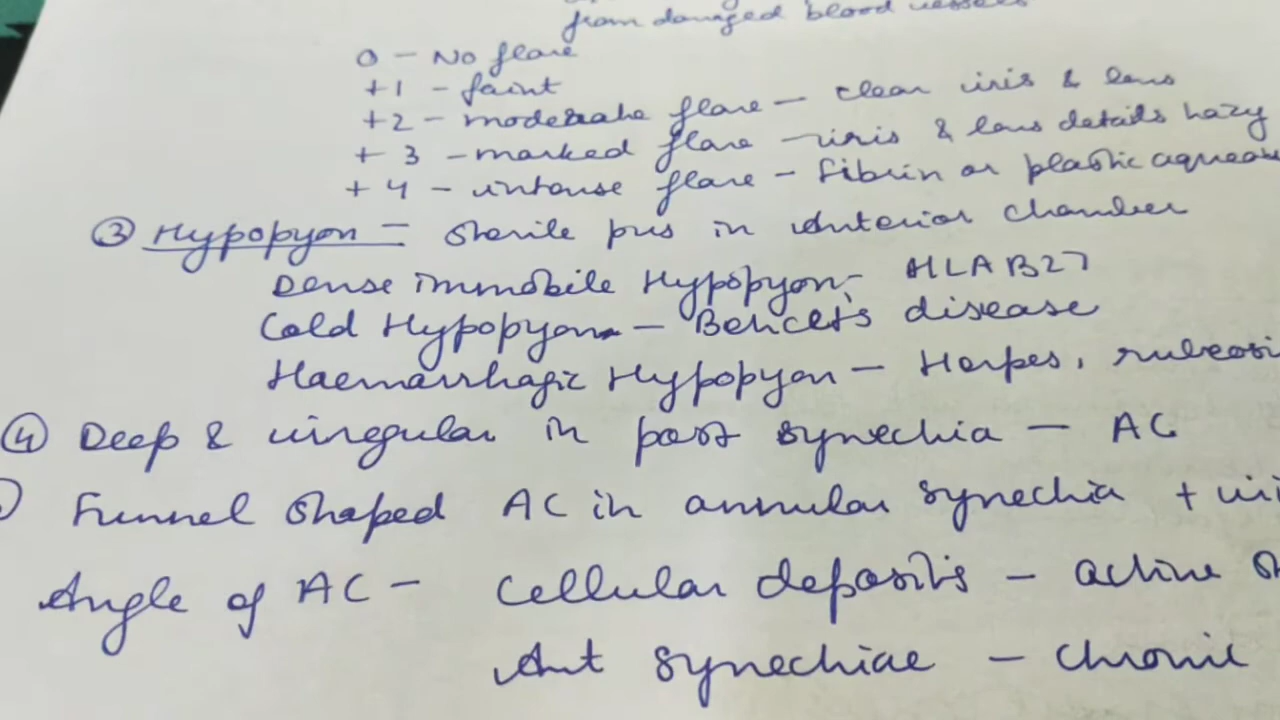 from damaged blood vessels
0 - No flare
+1 - faint
+2 - moderate flare - clear iris & lens
+3 - marked flare - iris & lens details hazy
+4 - intense flare - Fibrin or plastic aqueous
③ Hypopyon = Sterile pus in Anterior chamber
Dense immobile Hypopyon - HLA B27
Cold Hypopyon - Behcet's disease
Haemorrhagic Hypopyon - Herpes, rubeosi
④ Deep & irregular in post synechia - AC
Funnel shaped AC in annular synechia +
Angle of AC - Cellular deposits - active
Ant synechiae - chronic